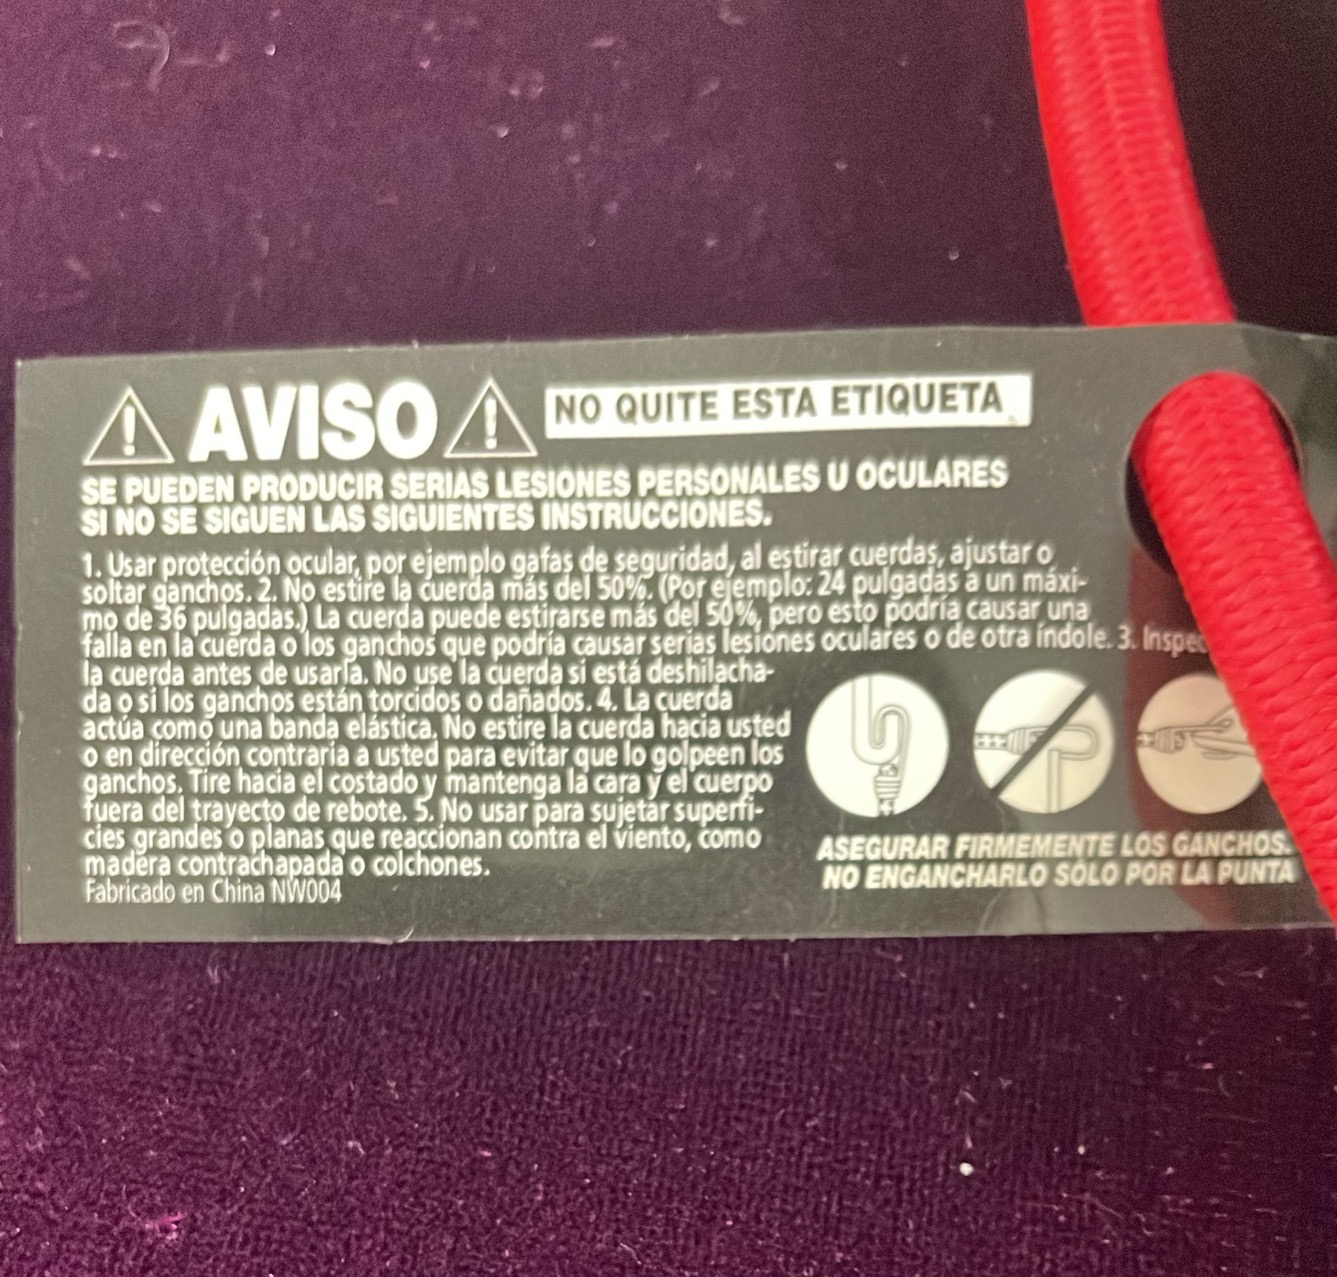 AVISO
NO QUITE ESTA ETIQUETA
SE PUEDEN PRODUCIR SERIAS LESIONES PERSONALES U OCULARES
SI NO SE SIGUEN LAS SIGUIENTES INSTRUCCIONES.
1. Usar protección ocular, por ejemplo gafas de seguridad, al estirar cuerdas, ajustar o
soltar ganchos. 2. No estire la cuerda más del 50%. (Por ejemplo: 24 pulgadas a un máxi-
mo de 36 pulgadas.) La cuerda puede estirarse más del 50%, pero esto podría causar una
falla en la cuerda o los ganchos que podría causar serias lesiones oculares o de otra índole. 3.
la cuerda antes de usarla. No use la cuerda si está deshilacha-
da o si los ganchos están torcidos o dañados. 4. La cuerda
actúa como una banda elástica. No estire la cuerda hacia usted
o en dirección contraria a usted para evitar que lo golpeen los
ganchos. Tire hacia el costado y mantenga la cara y el cuerpo
fuera del trayecto de rebote. 5. No usar para sujetar superfi-
cies grandes o planas que reaccionan contra el viento, como
madera contrachapada o colchones.
Fabricado en China NW004
ASEGURAR FIRMEMENTE LOS GANCHOS.
NO ENGANCHARLO SÓLO POR LA PUNTA